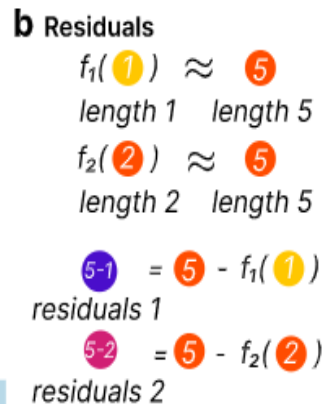 b Residuals
f₁( 1 ) ≈ 5
length 1 length 5
f₂( 2 ) ≈ 5
length 2 length 5
5-1 = 5 - f₁( 1 )
residuals 1
5-2 = 5 - f₂( 2 )
residuals 2